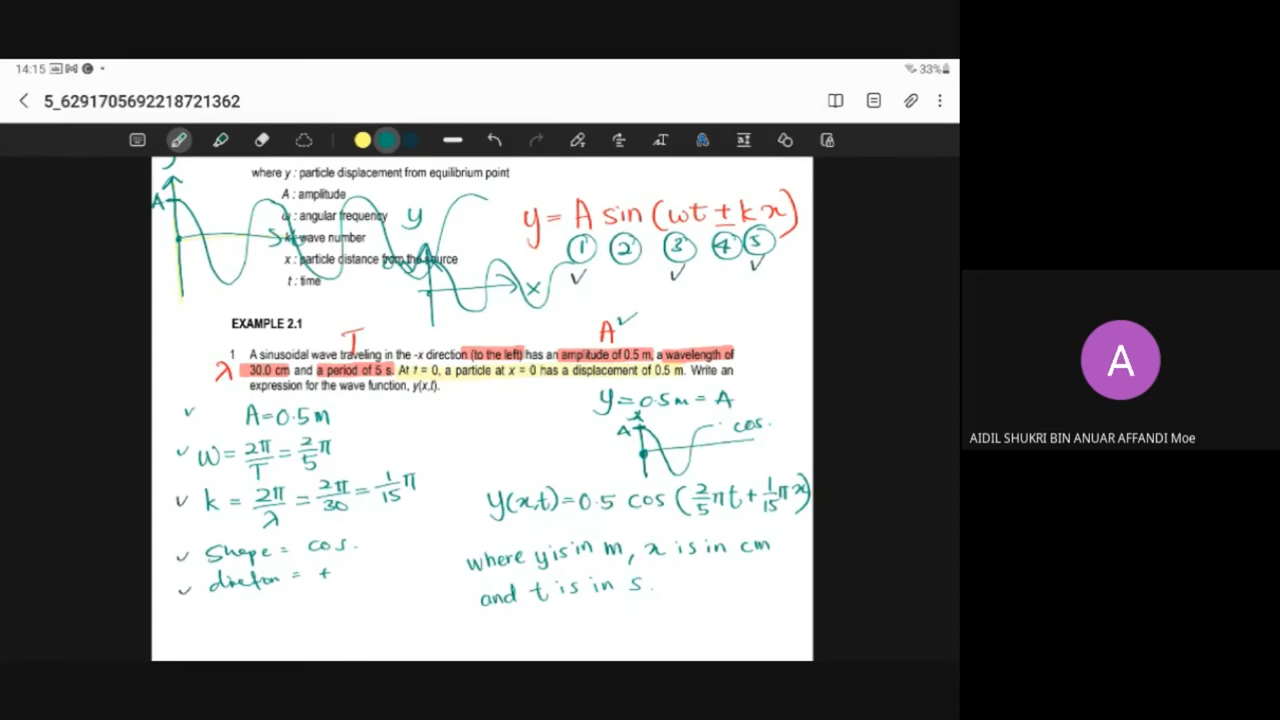 14:15 33%
5_6291705692218721362
where y : particle displacement from equilibrium point
A : amplitude
ω : angular frequency
k : wave number
x : particle distance from the source
t : time
A
y
x
y = A sin (ωt ± kx)
1 2 3 4 5
EXAMPLE 2.1
T
A ✓
λ
1 A sinusoidal wave traveling in the -x direction (to the left) has an amplitude of 0.5 m, a wavelength of
30.0 cm and a period of 5 s. At t = 0, a particle at x = 0 has a displacement of 0.5 m. Write an
expression for the wave function, y(x,t).
✓ A = 0.5 m
✓ ω = 2π/T = 2/5 π
✓ k = 2π/λ = 2π/30 = 1/15 π
✓ Shape = cos.
✓ = +
y = 0.5 m = A
A cos.
y(x,t) = 0.5 cos (2/5 πt + 1/15 πx)
where y is in m, x is in cm
and t is in s.
A
AIDIL SHUKRI BIN ANUAR AFFANDI Moe